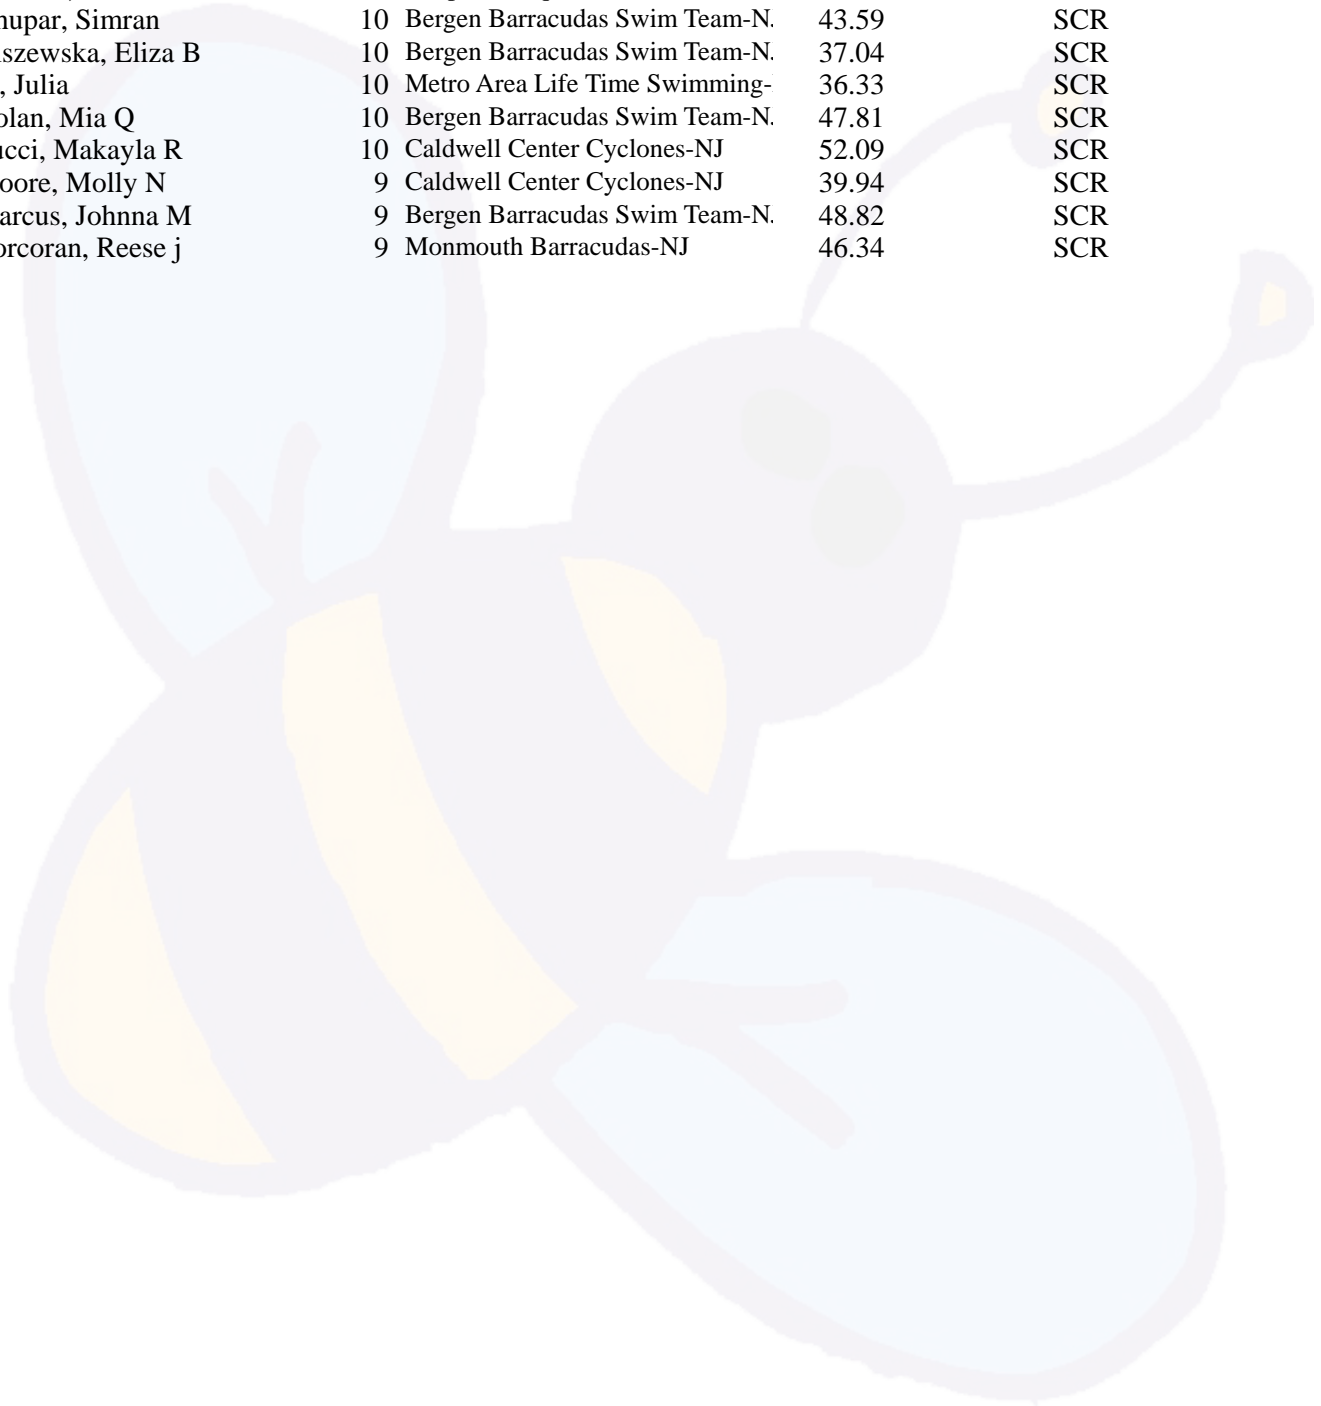 hupar, Simran 10 Bergen Barracudas Swim Team-N. 43.59 SCR
szewska, Eliza B 10 Bergen Barracudas Swim Team-N. 37.04 SCR
, Julia 10 Metro Area Life Time Swimming- 36.33 SCR
olan, Mia Q 10 Bergen Barracudas Swim Team-N. 47.81 SCR
ucci, Makayla R 10 Caldwell Center Cyclones-NJ 52.09 SCR
oore, Molly N 9 Caldwell Center Cyclones-NJ 39.94 SCR
arcus, Johnna M 9 Bergen Barracudas Swim Team-N. 48.82 SCR
orcoran, Reese j 9 Monmouth Barracudas-NJ 46.34 SCR